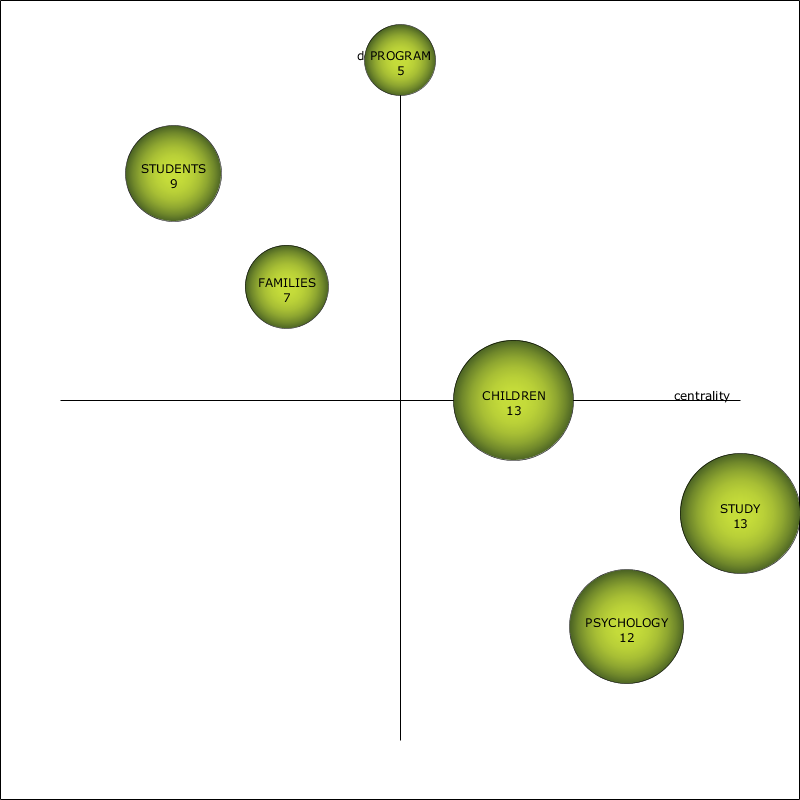 d PROGRAM
5
STUDENTS
9
FAMILIES
7
CHILDREN
13
centrality
STUDY
13
PSYCHOLOGY
12